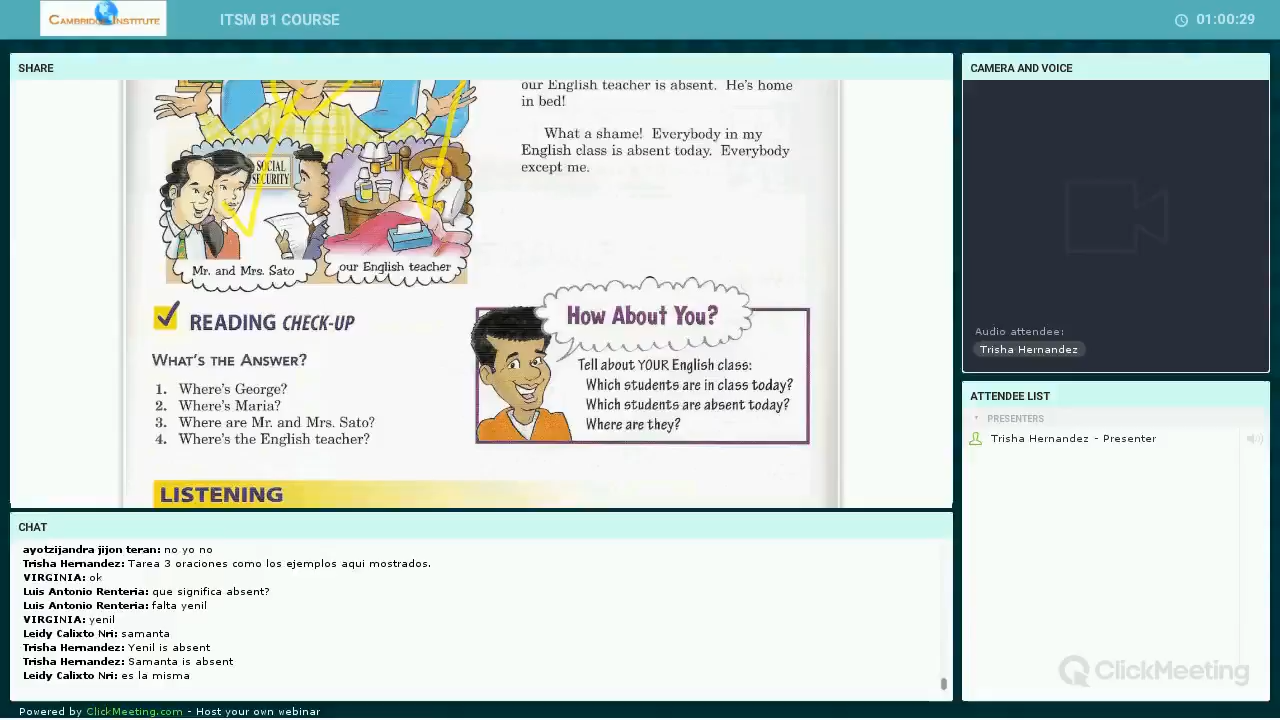 CAMBRIDGE INSTITUTE
ITSM B1 COURSE
01:00:29
SHARE
our English teacher is absent. He's home
in bed!
What a shame! Everybody in my
English class is absent today. Everybody
except me.
SOCIAL
SECURITY
Mr. and Mrs. Sato
our English teacher
READING CHECK-UP
WHAT'S THE ANSWER?
1. Where's George?
2. Where's Maria?
3. Where are Mr. and Mrs. Sato?
4. Where's the English teacher?
How About You?
Tell about YOUR English class:
Which students are in class today?
Which students are absent today?
Where are they?
LISTENING
CHAT
ayotzijandra jijon teran: no yo no
Trisha Hernandez: Tarea 3 oraciones como los ejemplos aqui mostrados.
VIRGINIA: ok
Luis Antonio Renteria: que significa absent?
Luis Antonio Renteria: falta yenil
VIRGINIA: yenil
Leidy Calixto Nri: samanta
Trisha Hernandez: Yenil is absent
Trisha Hernandez: Samanta is absent
Leidy Calixto Nri: es la misma
CAMERA AND VOICE
Audio attendee:
Trisha Hernandez
ATTENDEE LIST
PRESENTERS
Trisha Hernandez - Presenter
ClickMeeting
Powered by ClickMeeting.com - Host your own webinar